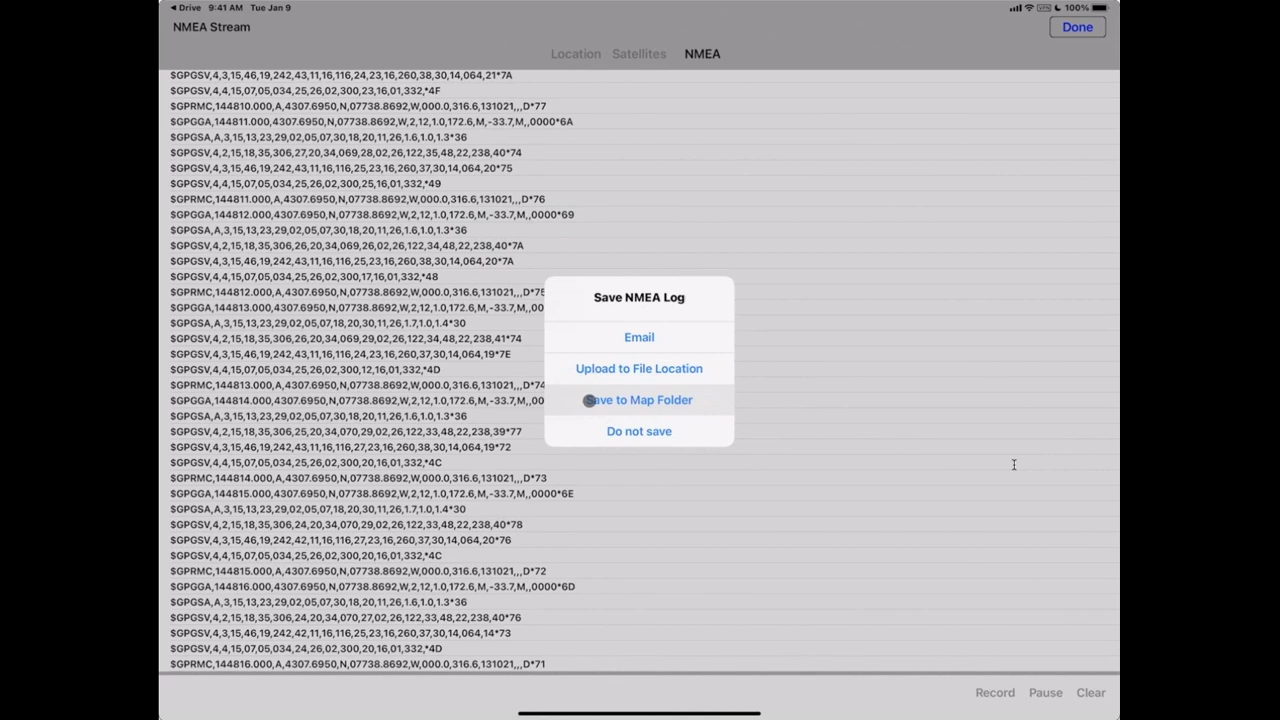 Drive 9:41 AM Tue Jan 9 VPN 100%
NMEA Stream Done
Location Satellites NMEA
$GPGSV,4,3,15,46,19,242,43,11,16,116,24,23,16,260,38,30,14,064,21*7A
$GPGSV,4,4,15,07,05,034,25,26,02,300,23,16,01,332,*4F
$GPRMC,144810.000,A,4307.6950,N,07738.8692,W,000.0,316.6,131021,,,D*77
$GPGGA,144811.000,4307.6950,N,07738.8692,W,2,12,1.0,172.6,M,-33.7,M,,0000*6A
$GPGSA,A,3,15,13,23,29,02,05,07,30,18,20,11,26,1.6,1.0,1.3*36
$GPGSV,4,2,15,18,35,306,27,20,34,069,28,02,26,122,35,48,22,238,40*74
$GPGSV,4,3,15,46,19,242,43,11,16,116,25,23,16,260,37,30,14,064,20*75
$GPGSV,4,4,15,07,05,034,25,26,02,300,25,16,01,332,*49
$GPRMC,144811.000,A,4307.6950,N,07738.8692,W,000.0,316.6,131021,,,D*76
$GPGGA,144812.000,4307.6950,N,07738.8692,W,2,12,1.0,172.6,M,-33.7,M,,0000*69
$GPGSA,A,3,15,13,23,29,02,05,07,30,18,20,11,26,1.6,1.0,1.3*36
$GPGSV,4,2,15,18,35,306,26,20,34,069,26,02,26,122,34,48,22,238,40*7A
$GPGSV,4,3,15,46,19,242,43,11,16,116,25,23,16,260,38,30,14,064,20*7A
$GPGSV,4,4,15,07,05,034,25,26,02,300,17,16,01,332,*48
$GPRMC,144812.000,A,4307.6950,N,07738.8692,W,000.0,316.6,131021,,,D*75
$GPGGA,144813.000,4307.6950,N,07738.8692,W,2,12,1.0,172.6,M,-33.7,M,,00
$GPGSA,A,3,15,13,23,29,02,05,07,18,20,30,11,26,1.7,1.0,1.4*30
$GPGSV,4,2,15,18,35,306,26,20,34,069,29,02,26,122,34,48,22,238,41*74
$GPGSV,4,3,15,46,19,242,43,11,16,116,24,23,16,260,37,30,14,064,19*7E
$GPGSV,4,4,15,07,05,034,25,26,02,300,12,16,01,332,*4D
$GPRMC,144813.000,A,4307.6950,N,07738.8692,W,000.0,316.6,131021,,,D*74
$GPGGA,144814.000,4307.6950,N,07738.8692,W,2,12,1.0,172.6,M,-33.7,M,,00
$GPGSA,A,3,15,13,23,29,02,05,07,30,18,20,11,26,1.6,1.0,1.3*36
$GPGSV,4,2,15,18,35,306,25,20,34,070,29,02,26,122,33,48,22,238,39*77
$GPGSV,4,3,15,46,19,242,43,11,16,116,27,23,16,260,38,30,14,064,19*72
$GPGSV,4,4,15,07,05,034,25,26,02,300,20,16,01,332,*4C
$GPRMC,144814.000,A,4307.6950,N,07738.8692,W,000.0,316.6,131021,,,D*73
$GPGGA,144815.000,4307.6950,N,07738.8692,W,2,12,1.0,172.6,M,-33.7,M,,0000*6E
$GPGSA,A,3,15,13,23,29,02,05,07,18,20,30,11,26,1.7,1.0,1.4*30
$GPGSV,4,2,15,18,35,306,24,20,34,070,29,02,26,122,33,48,22,238,40*78
$GPGSV,4,3,15,46,19,242,42,11,16,116,27,23,16,260,37,30,14,064,20*76
$GPGSV,4,4,15,07,05,034,25,26,02,300,20,16,01,332,*4C
$GPRMC,144815.000,A,4307.6950,N,07738.8692,W,000.0,316.6,131021,,,D*72
$GPGGA,144816.000,4307.6950,N,07738.8692,W,2,12,1.0,172.6,M,-33.7,M,,0000*6D
$GPGSA,A,3,15,13,23,29,02,05,07,30,18,20,11,26,1.6,1.0,1.3*36
$GPGSV,4,2,15,18,35,306,24,20,34,070,27,02,26,122,33,48,22,238,40*76
$GPGSV,4,3,15,46,19,242,42,11,16,116,25,23,16,260,37,30,14,064,14*73
$GPGSV,4,4,15,07,05,034,24,26,02,300,20,16,01,332,*4D
$GPRMC,144816.000,A,4307.6950,N,07738.8692,W,000.0,316.6,131021,,,D*71
Save NMEA Log
Email
Upload to File Location
Save to Map Folder
Do not save
Record Pause Clear